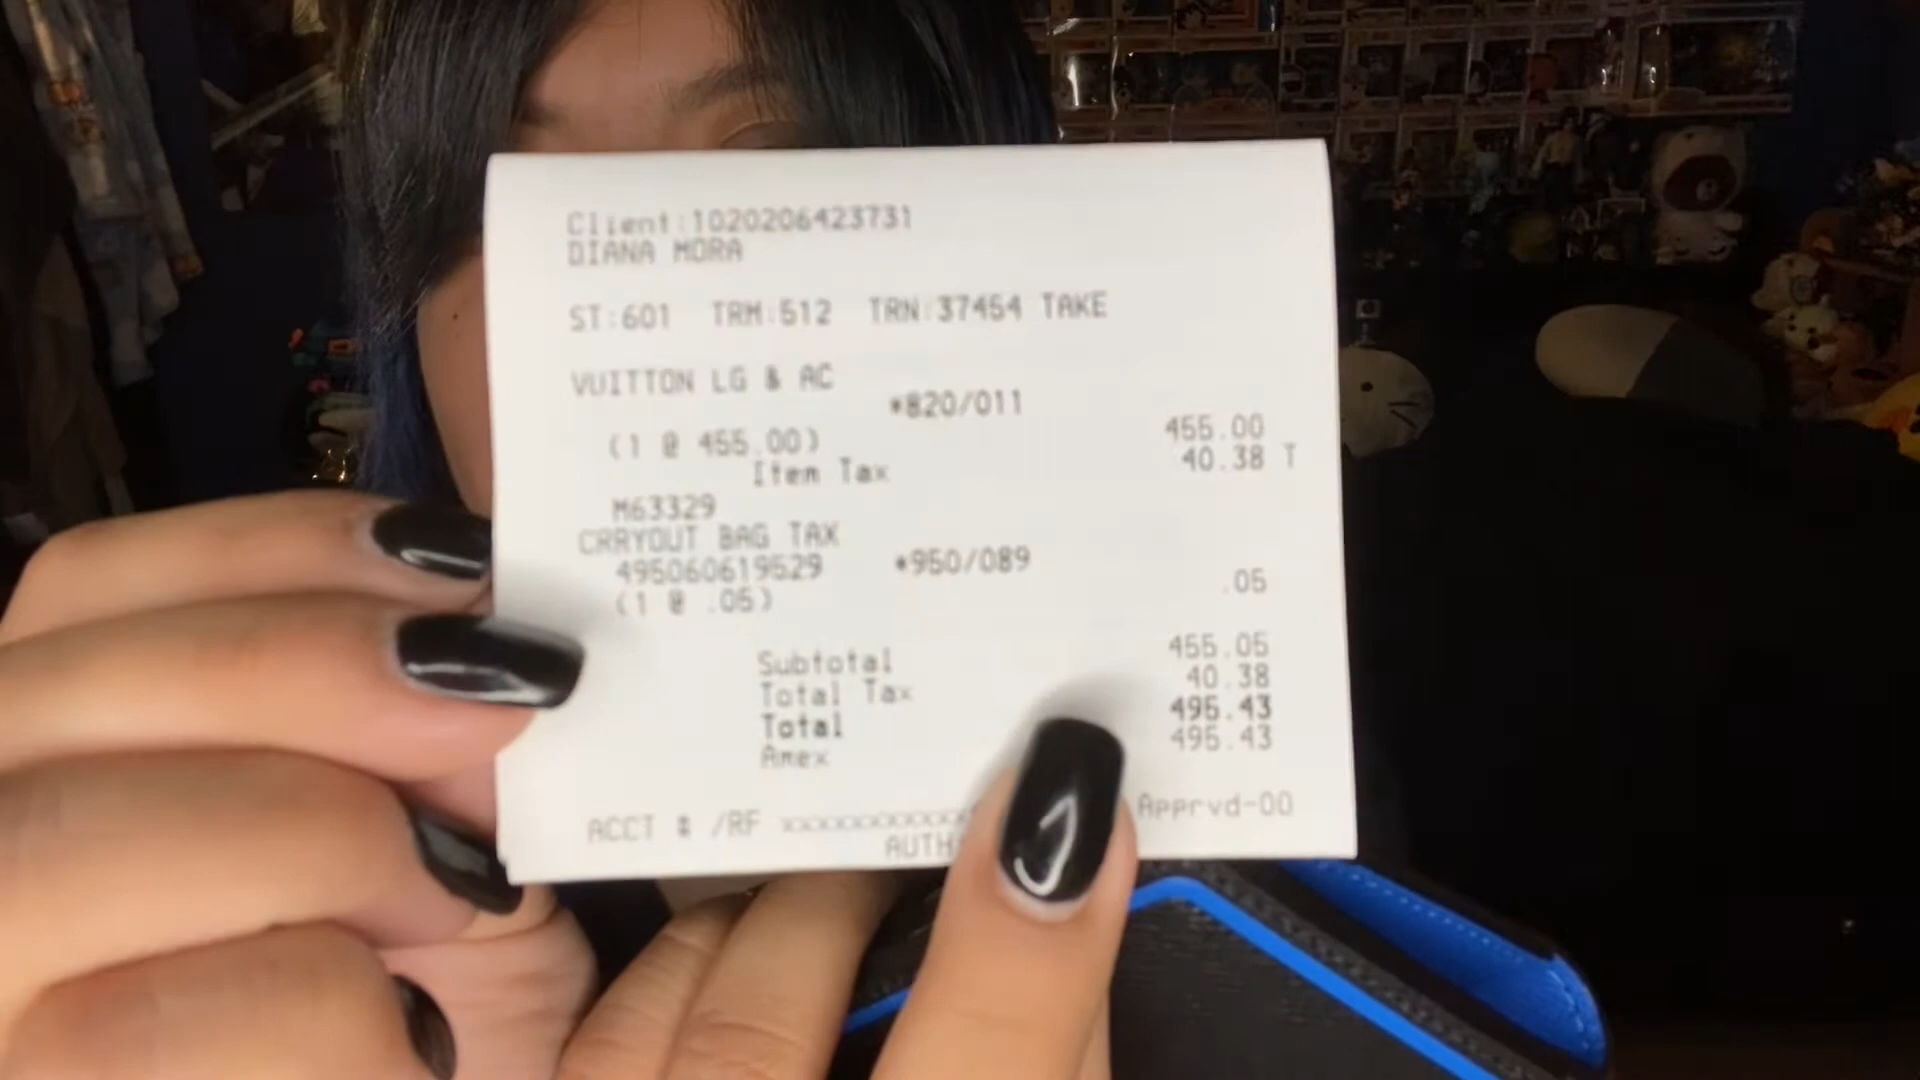 Client:1020206423731
DIANA MORA
ST:601 TRM:512 TRN:37454 TAKE
VUITTON LG & AC
*820/011
(1 @ 455.00) 455.00
Item Tax 40.38 T
M63329
CRRYOUT BAG TAX
495060619529 *950/089
(1 @ .05) .05
Subtotal 455.05
Total Tax 40.38
Total 495.43
Amex 495.43
ACCT # /RF XXXXXXXXXXX Apprvd-00
AUTH